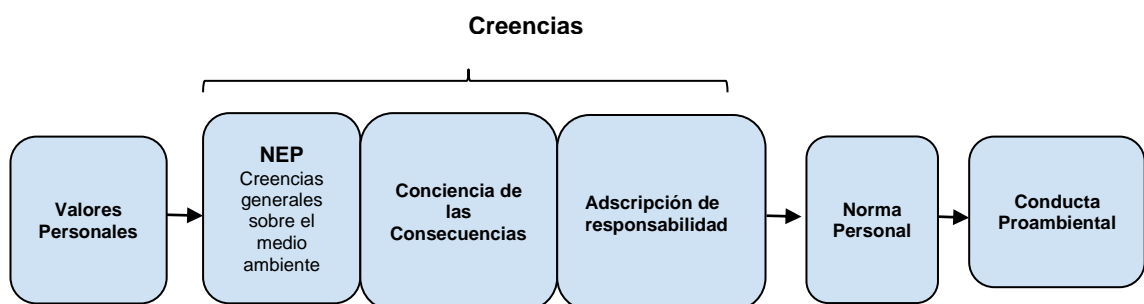 Creencias
Valores
Personales
NEP
Creencias
generales
sobre el
medio
ambiente
Conciencia de
las
Consecuencias
Adscripción de
responsabilidad
Norma
Personal
Conducta
Proambiental